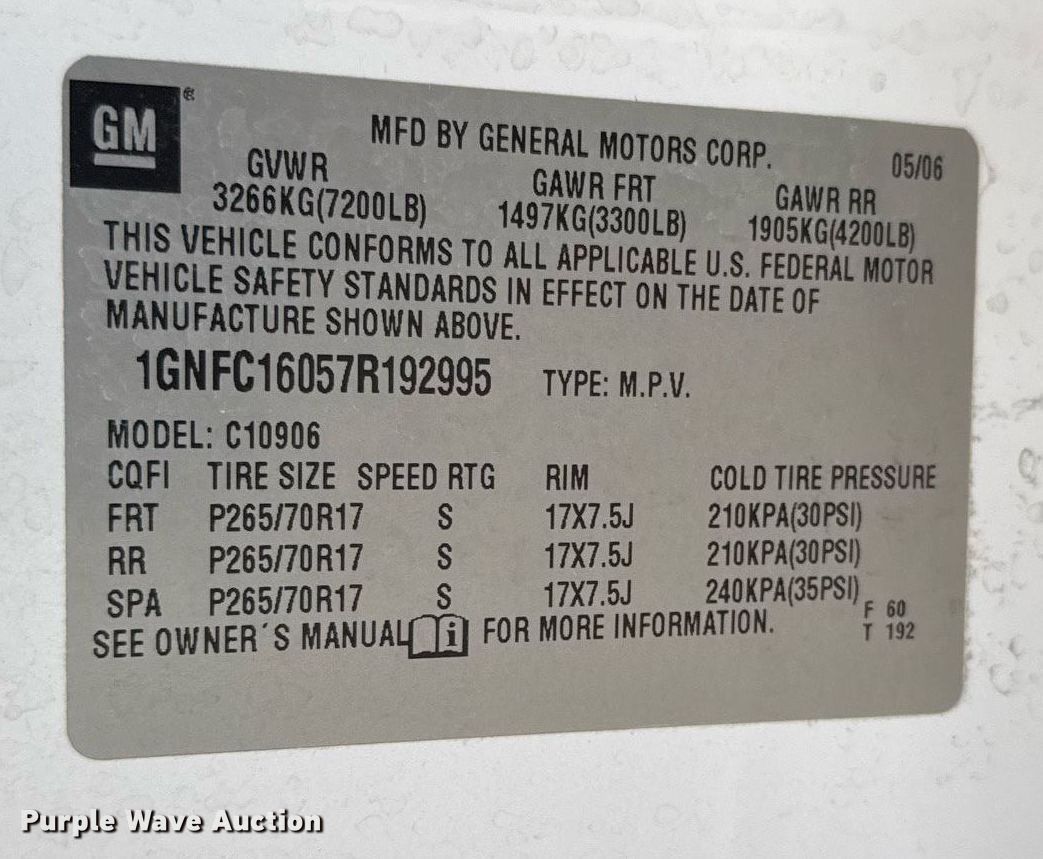 GM ®
MFD BY GENERAL MOTORS CORP. 05/06
GVWR GAWR FRT GAWR RR
3266KG(7200LB) 1497KG(3300LB) 1905KG(4200LB)
THIS VEHICLE CONFORMS TO ALL APPLICABLE U.S. FEDERAL MOTOR
VEHICLE SAFETY STANDARDS IN EFFECT ON THE DATE OF
MANUFACTURE SHOWN ABOVE.
1GNFC16057R192995 TYPE: M.P.V.
MODEL: C10906
CQFI TIRE SIZE SPEED RTG RIM COLD TIRE PRESSURE
FRT P265/70R17 S 17X7.5J 210KPA(30PSI)
RR P265/70R17 S 17X7.5J 210KPA(30PSI)
SPA P265/70R17 S 17X7.5J 240KPA(35PSI)
F 60
T 192
SEE OWNER´S MANUAL i FOR MORE INFORMATION.
Purple Wave Auction